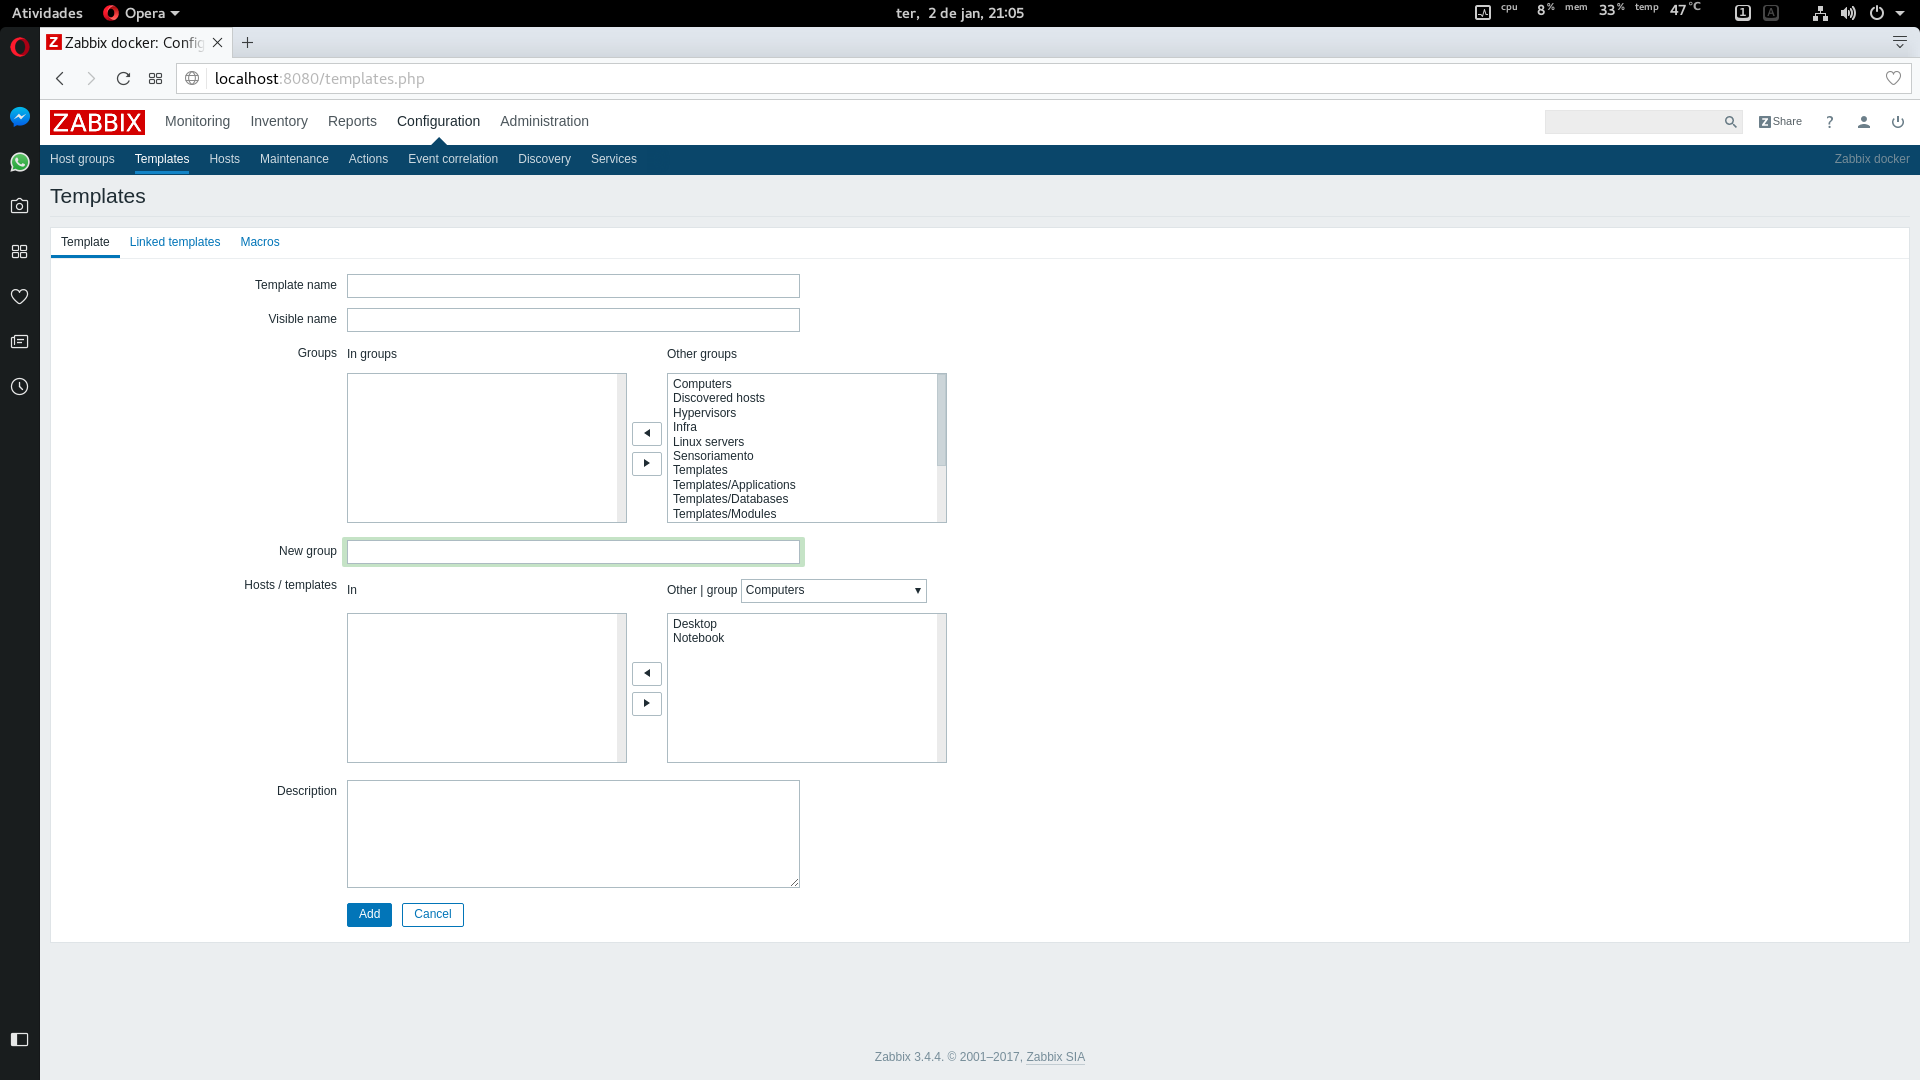 Atividades Opera ter, 2 de jan, 21:05 cpu 8% mem 33% temp 47°C 1 A
Zabbix docker: Config
localhost:8080/templates.php
ZABBIX Monitoring Inventory Reports Configuration Administration Z Share ?
Host groups Templates Hosts Maintenance Actions Event correlation Discovery Services Zabbix docker
Templates
Template Linked templates Macros
Template name
Visible name
Groups In groups Other groups
Computers
Discovered hosts
Hypervisors
Infra
Linux servers
Sensoriamento
Templates
Templates/Applications
Templates/Databases
Templates/Modules
New group
Hosts / templates In Other | group Computers
Desktop
Notebook
Description
Add Cancel
Zabbix 3.4.4. © 2001–2017, Zabbix SIA